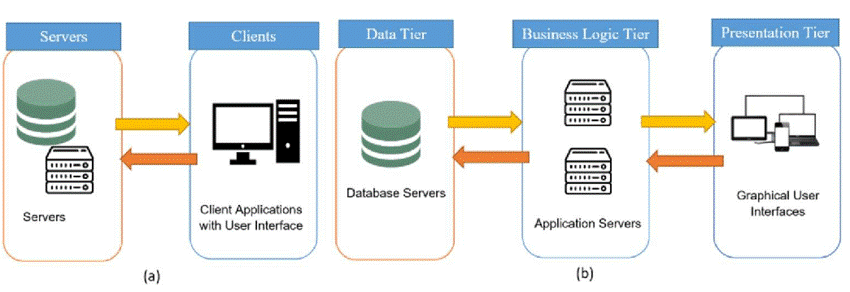 Servers
Clients
Data Tier
Business Logic Tier
Presentation Tier
Servers
Client Applications
with User Interface
Database Servers
Application Servers
Graphical User
Interfaces
(a)
(b)